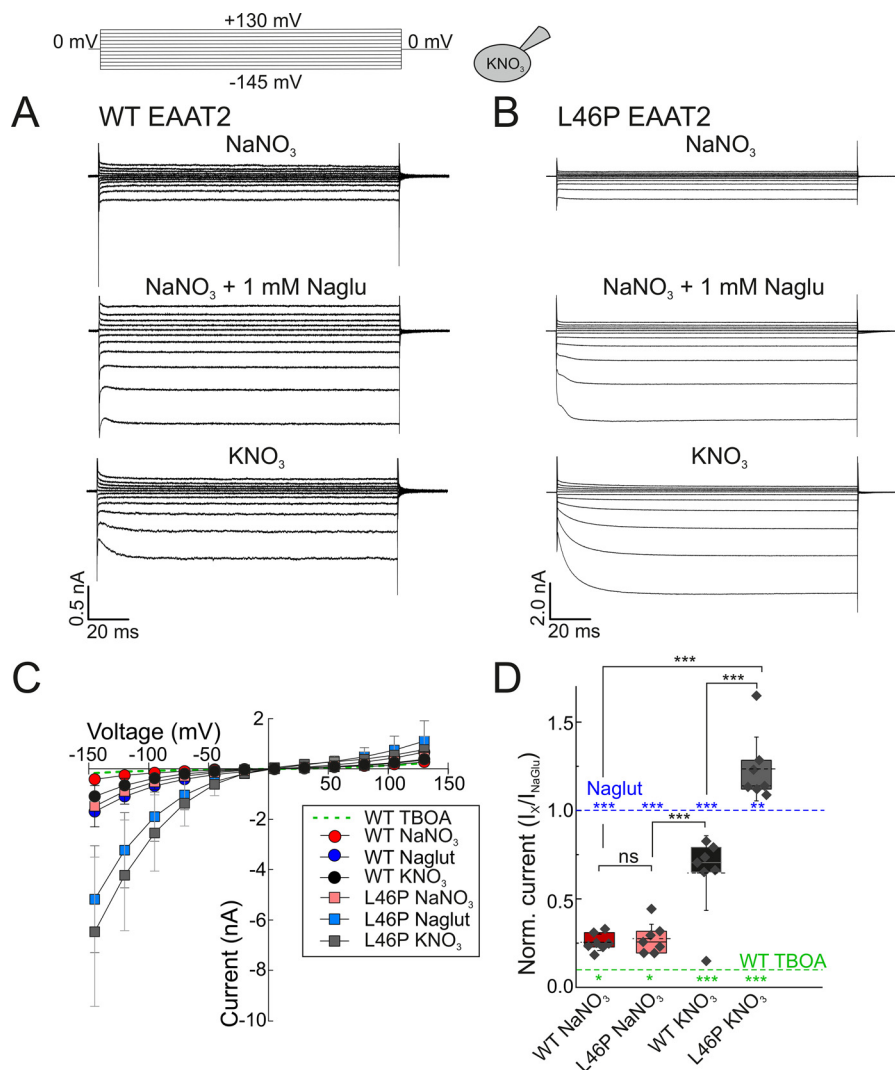 +130 mV
0 mV
0 mV
-145 mV
KNO₃
A
WT EAAT2
B
L46P EAAT2
NaNO₃
NaNO₃
NaNO₃ + 1 mM Naglu
NaNO₃ + 1 mM Naglu
KNO₃
KNO₃
0.5 nA
20 ms
2.0 nA
20 ms
C
Voltage (mV)
-150
-100
-50
50
100
150
2
-2
-4
-6
-8
-10
Current (nA)
WT TBOA
WT NaNO₃
WT Naglut
WT KNO₃
L46P NaNO₃
L46P Naglut
L46P KNO₃
D
Norm. current (Iₓ/I_NaGlu)
1.5
1.0
0.5
0.0
***
***
Naglut
*** *** *** **
***
ns
WT TBOA
* * *** ***
WT NaNO₃
L46P NaNO₃
WT KNO₃
L46P KNO₃